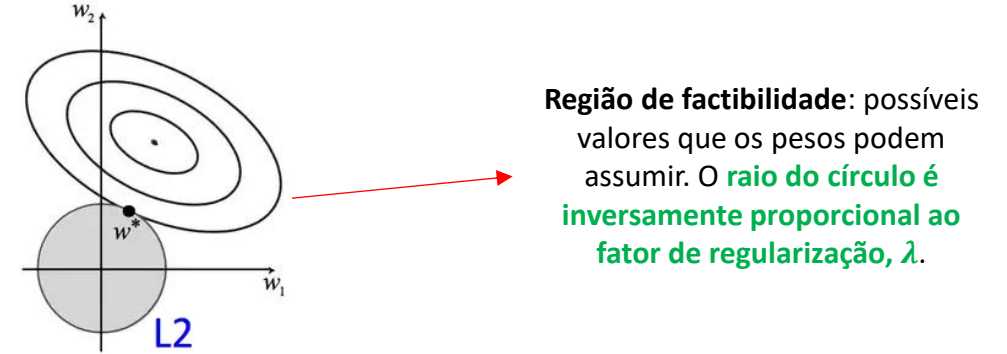 w₂
w*
w₁
L2
Região de factibilidade: possíveis
valores que os pesos podem
assumir. O raio do círculo é
inversamente proporcional ao
fator de regularização, λ.